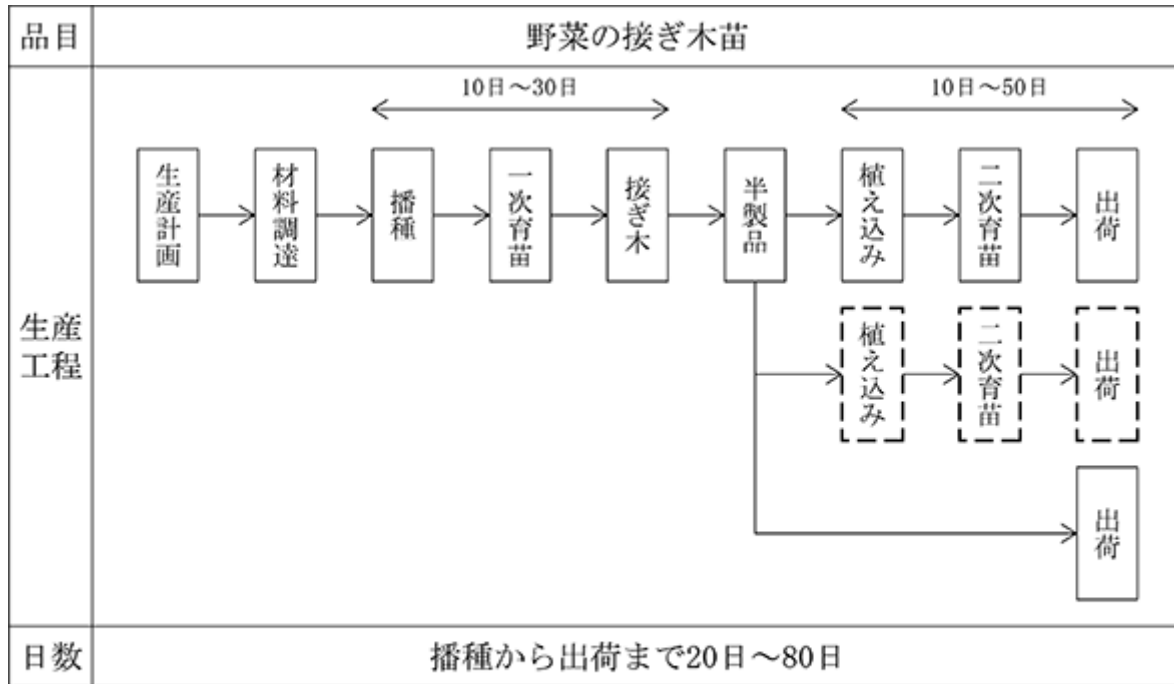 品目
野菜の接ぎ木苗
生産
工程
10日～30日
10日～50日
生産計画
材料調達
播種
一次育苗
接ぎ木
半製品
植え込み
二次育苗
出荷
植え込み
二次育苗
出荷
出荷
日数
播種から出荷まで20日～80日